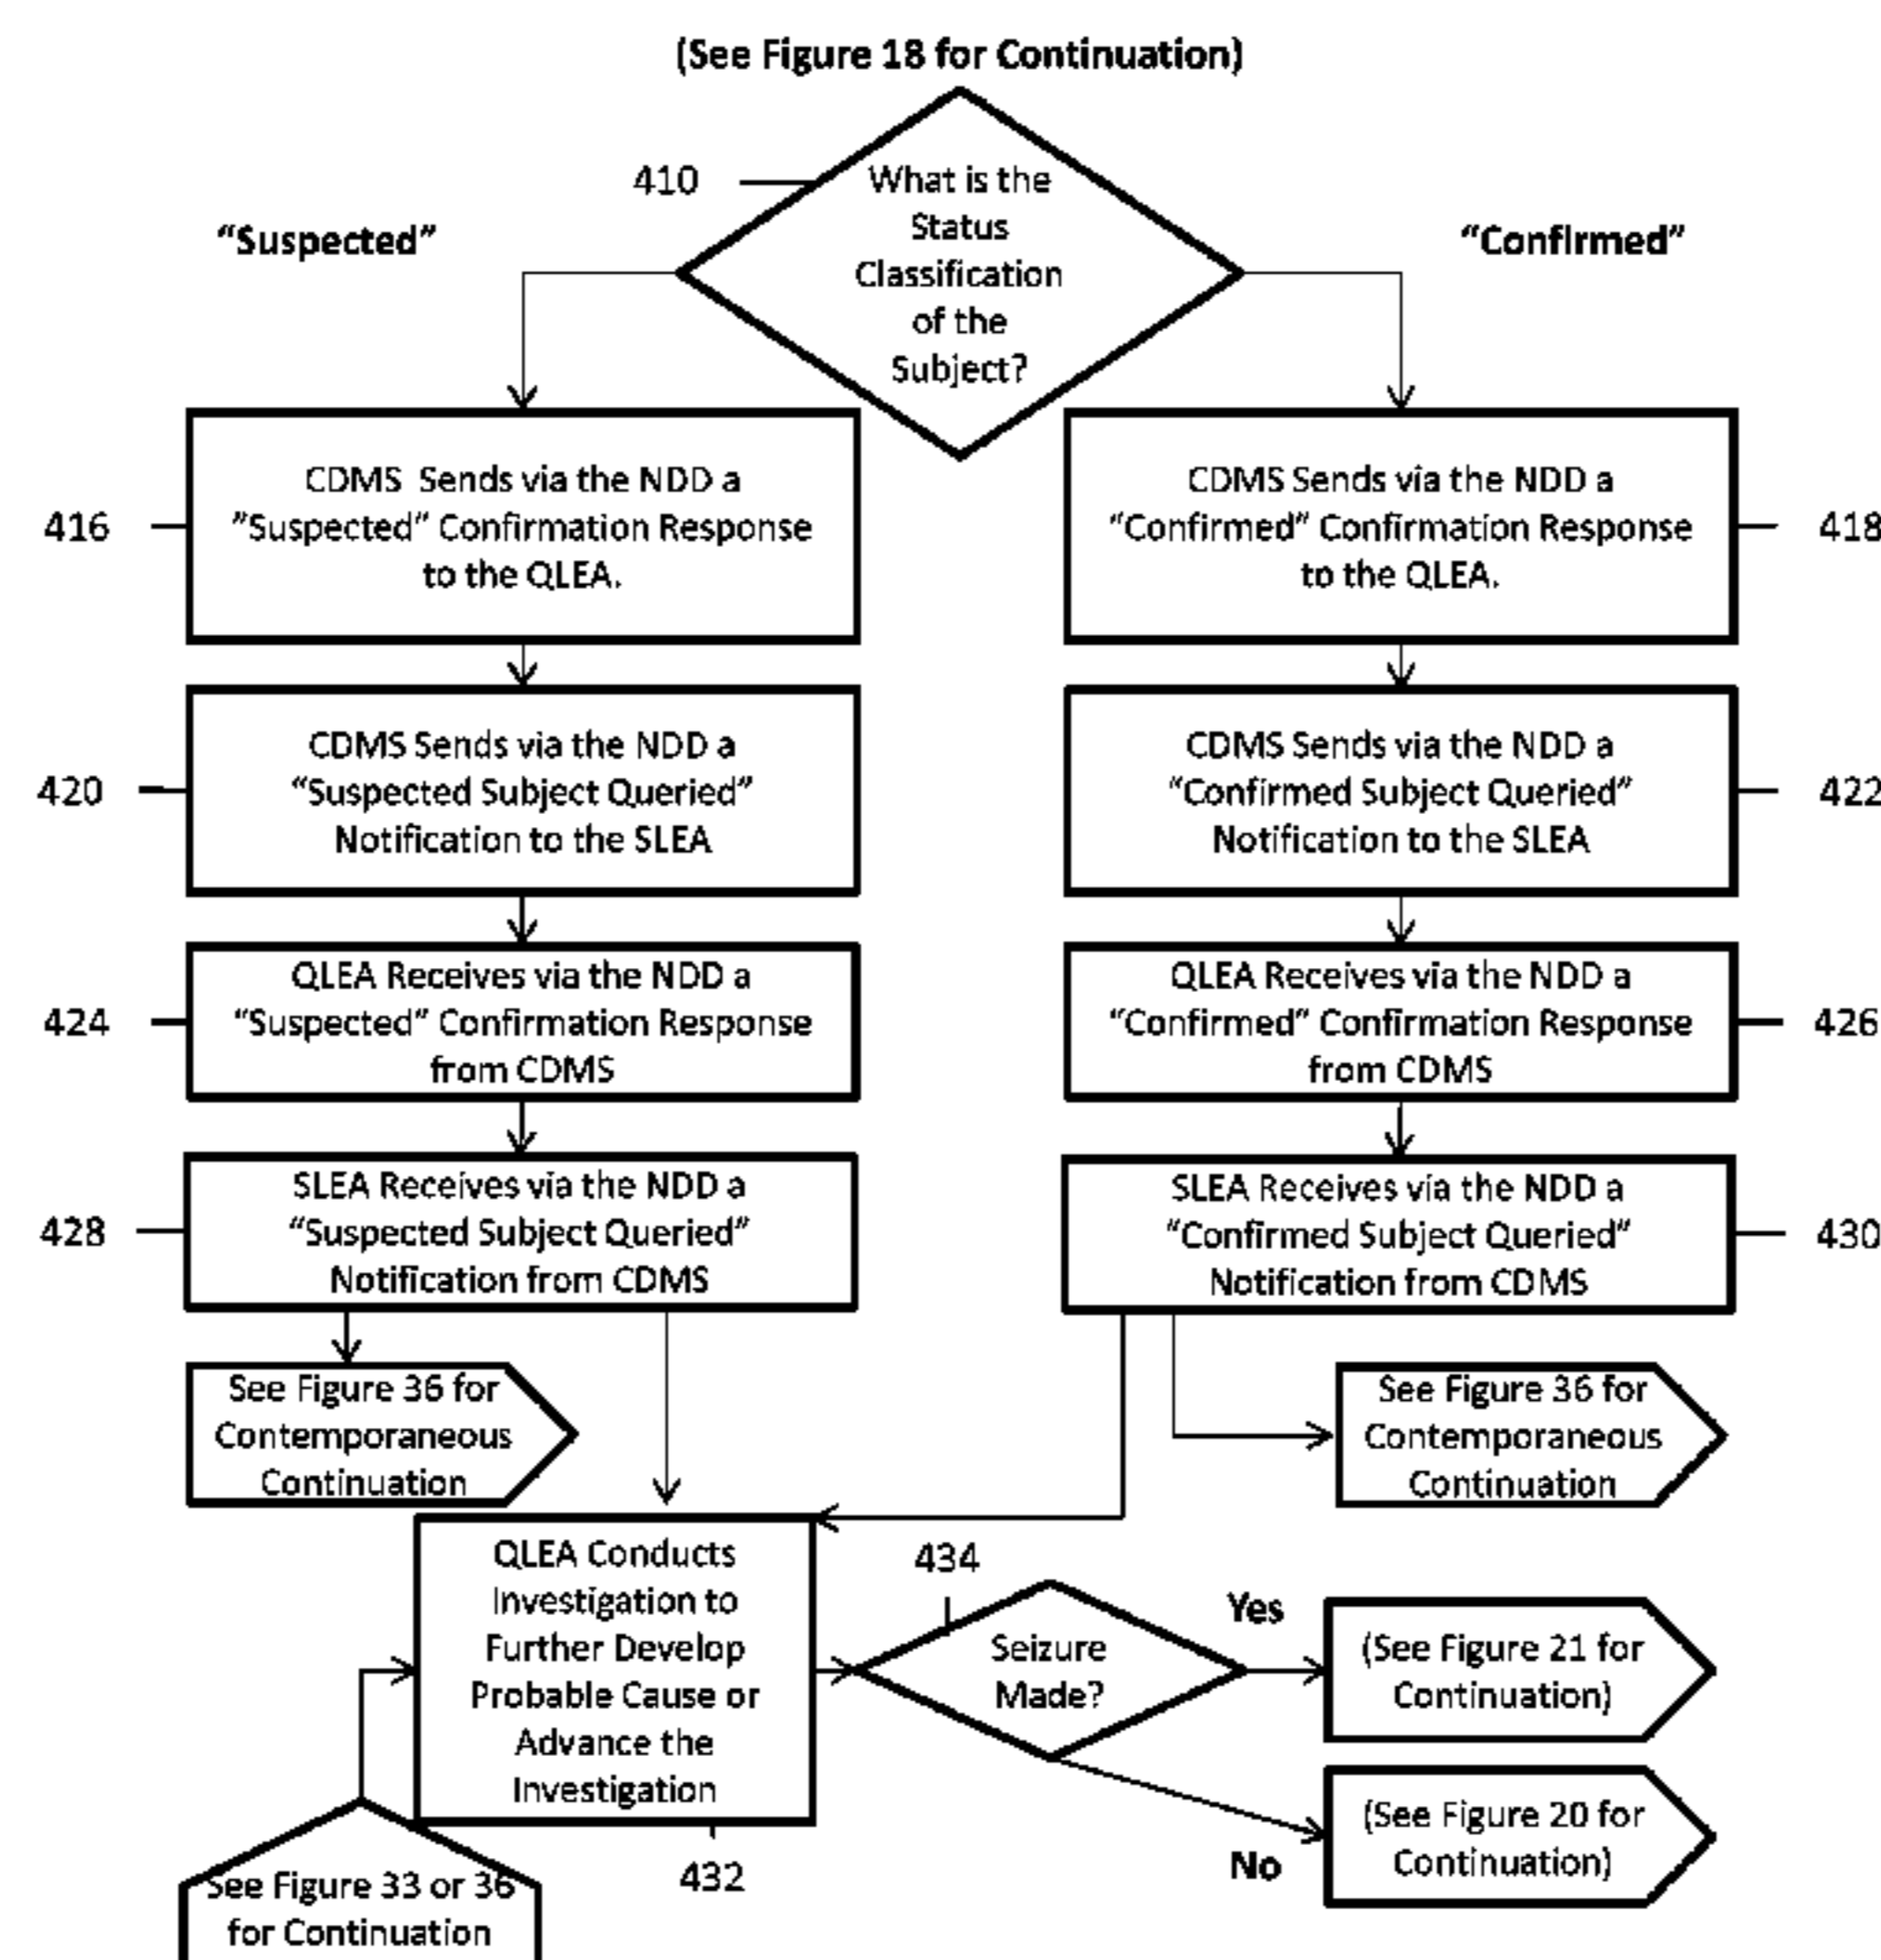 (See Figure 18 for Continuation)
410
What is the
Status
Classification
of the
Subject?
“Suspected”
“Confirmed”
CDMS Sends via the NDD a
”Suspected” Confirmation Response
to the QLEA.
416
CDMS Sends via the NDD a
“Confirmed” Confirmation Response
to the QLEA.
418
CDMS Sends via the NDD a
“Suspected Subject Queried”
Notification to the SLEA
420
CDMS Sends via the NDD a
“Confirmed Subject Queried”
Notification to the SLEA
422
QLEA Receives via the NDD a
“Suspected” Confirmation Response
from CDMS
424
QLEA Receives via the NDD a
“Confirmed” Confirmation Response
from CDMS
426
SLEA Receives via the NDD a
“Suspected Subject Queried”
Notification from CDMS
428
SLEA Receives via the NDD a
“Confirmed Subject Queried”
Notification from CDMS
430
See Figure 36 for
Contemporaneous
Continuation
See Figure 36 for
Contemporaneous
Continuation
QLEA Conducts
Investigation to
Further Develop
Probable Cause or
Advance the
Investigation
432
434
Seizure
Made?
Yes
(See Figure 21 for
Continuation)
No
(See Figure 20 for
Continuation)
See Figure 33 or 36
for Continuation